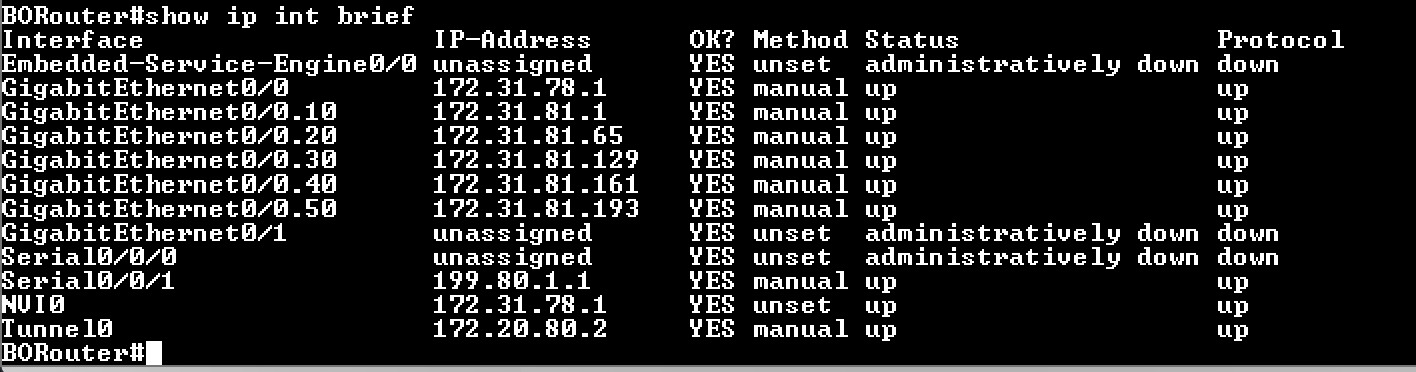 BORouter#show ip int brief
Interface IP-Address OK? Method Status Protocol
Embedded-Service-Engine0/0 unassigned YES unset administratively down down
GigabitEthernet0/0 172.31.78.1 YES manual up up
GigabitEthernet0/0.10 172.31.81.1 YES manual up up
GigabitEthernet0/0.20 172.31.81.65 YES manual up up
GigabitEthernet0/0.30 172.31.81.129 YES manual up up
GigabitEthernet0/0.40 172.31.81.161 YES manual up up
GigabitEthernet0/0.50 172.31.81.193 YES manual up up
GigabitEthernet0/1 unassigned YES unset administratively down down
Serial0/0/0 unassigned YES unset administratively down down
Serial0/0/1 199.80.1.1 YES manual up up
NVI0 172.31.78.1 YES unset up up
Tunnel0 172.20.80.2 YES manual up up
BORouter#